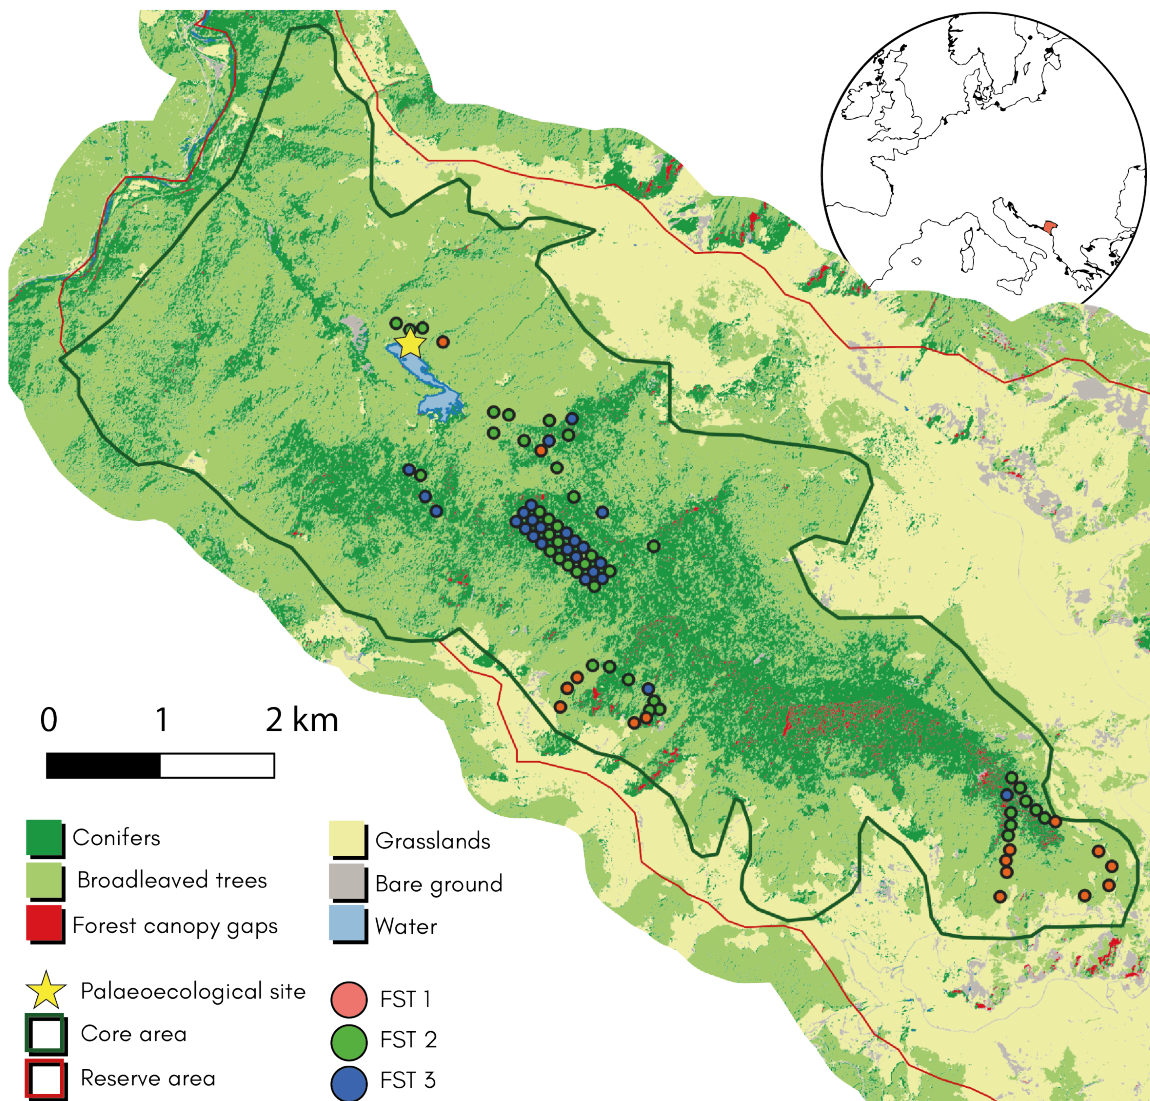 0 1 2 km
Conifers
Broadleaved trees
Forest canopy gaps
Grasslands
Bare ground
Water
Palaeoecological site
Core area
Reserve area
FST 1
FST 2
FST 3